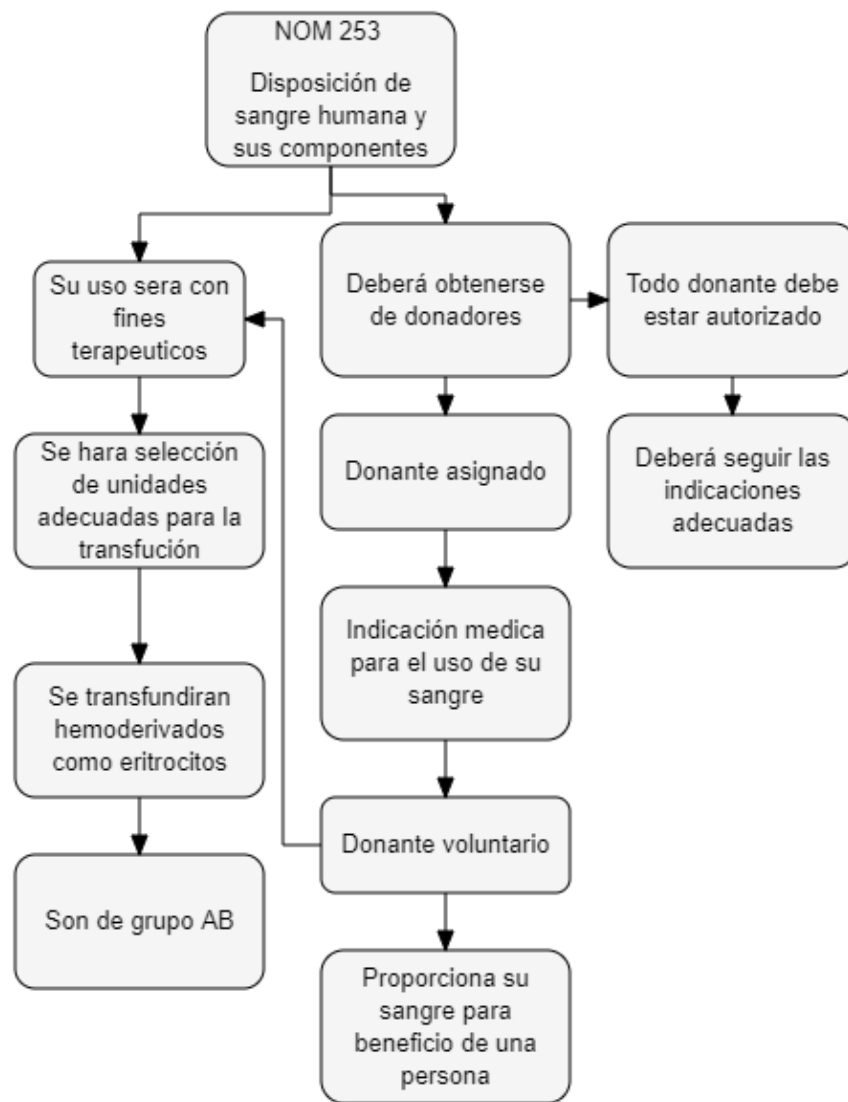 NOM 253
Disposición de
sangre humana y
sus componentes
Su uso sera con
fines
terapeuticos
Deberá obtenerse
de donadores
Todo donante debe
estar autorizado
Se hara selección
de unidades
adecuadas para la
transfución
Donante asignado
Deberá seguir las
indicaciones
adecuadas
Indicación medica
para el uso de su
sangre
Se transfundiran
hemoderivados
como eritrocitos
Donante voluntario
Son de grupo AB
Proporciona su
sangre para
beneficio de una
persona